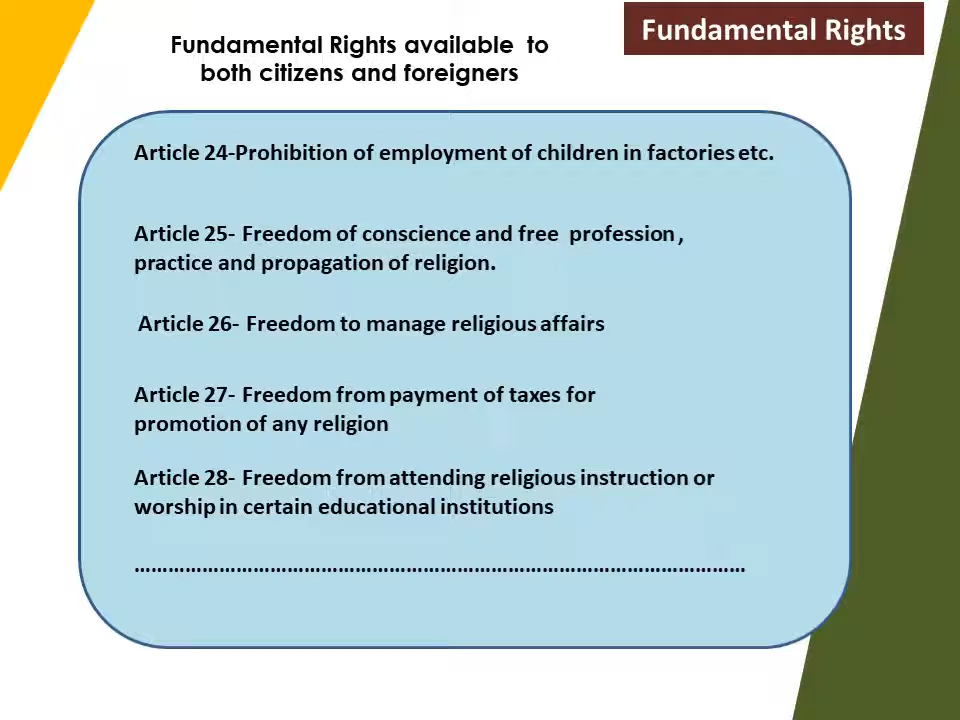 Fundamental Rights
Fundamental Rights available to
both citizens and foreigners
Article 24-Prohibition of employment of children in factories etc.
Article 25- Freedom of conscience and free profession ,
practice and propagation of religion.
Article 26- Freedom to manage religious affairs
Article 27- Freedom from payment of taxes for
promotion of any religion
Article 28- Freedom from attending religious instruction or
worship in certain educational institutions
………………………………………………………………………………………………